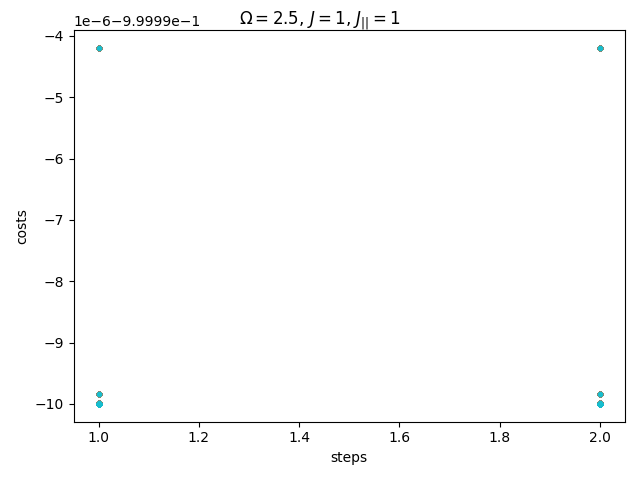 1e−6−9.9999e−1
Ω = 2.5, J = 1, J_{||} = 1
−4
−5
−6
−7
−8
−9
−10
costs
1.0 1.2 1.4 1.6 1.8 2.0
steps